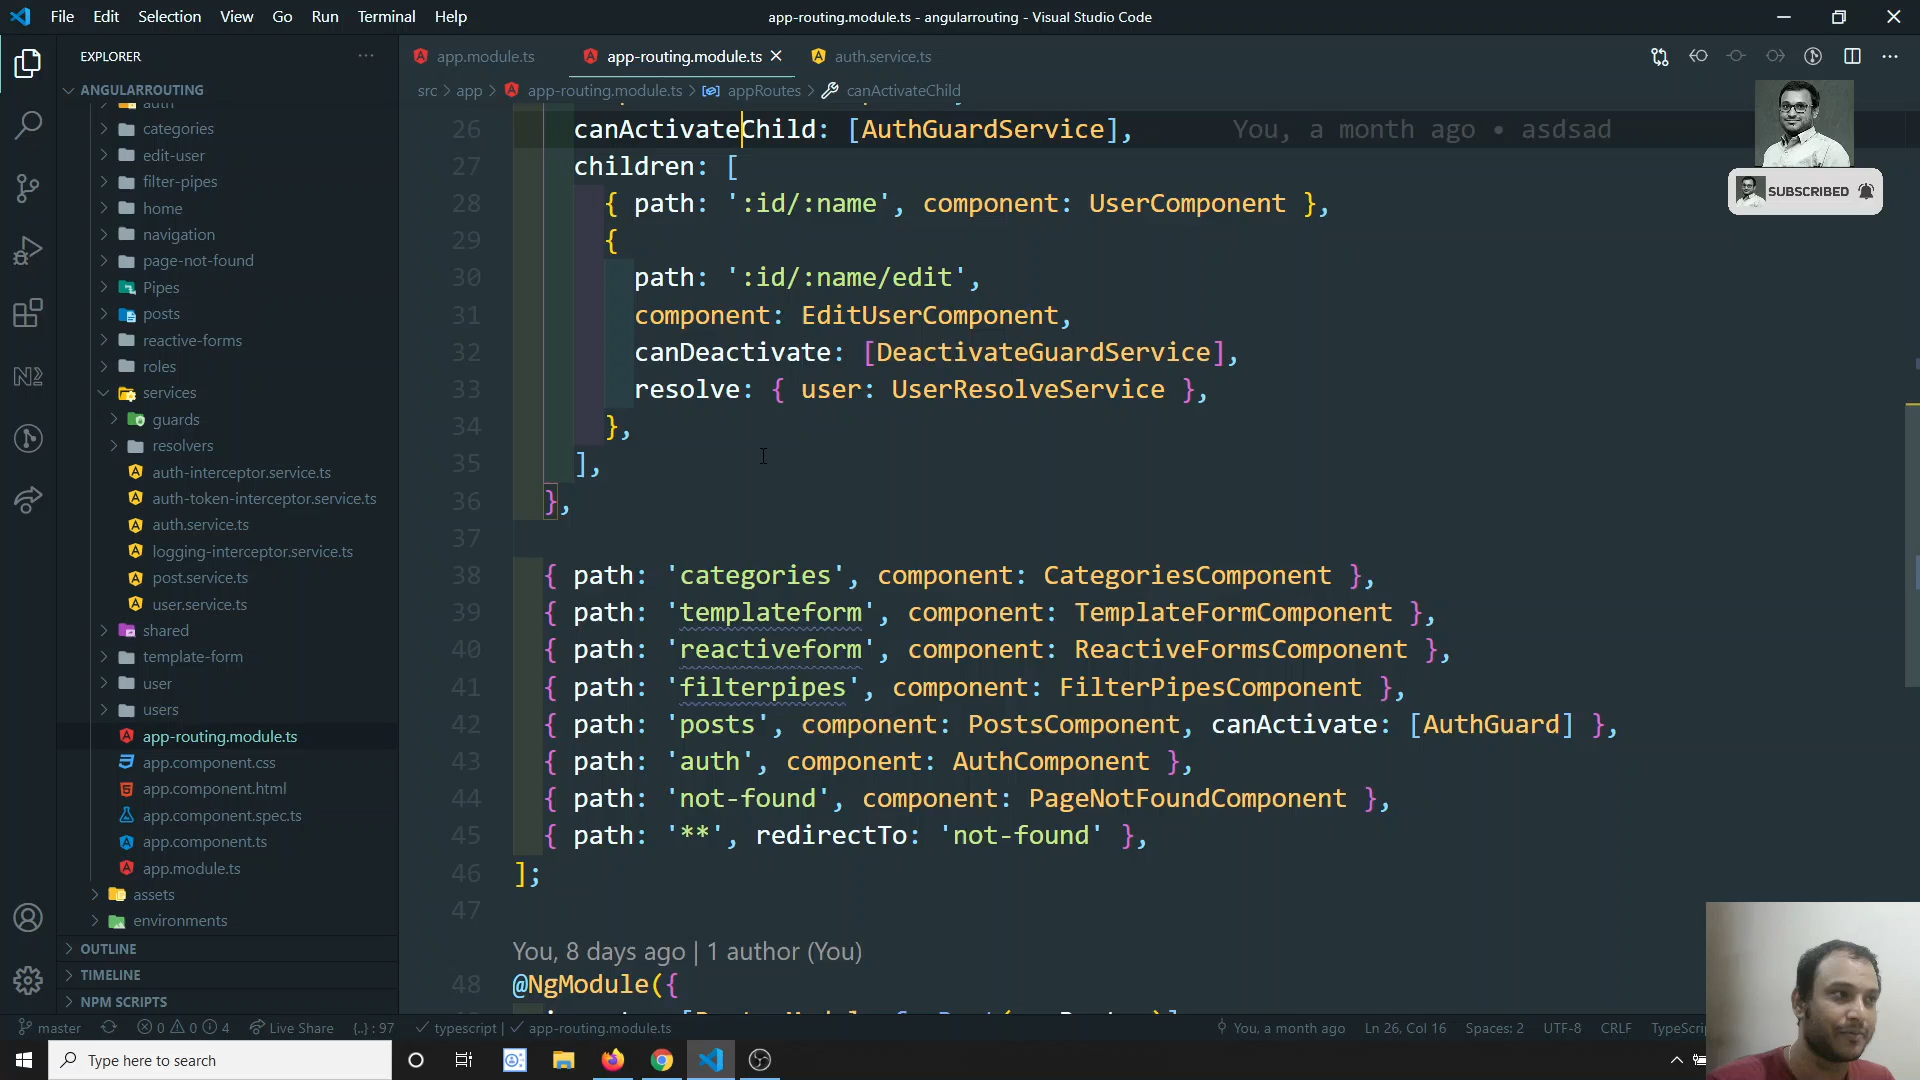 File Edit Selection View Go Run Terminal Help
app-routing.module.ts - angularrouting - Visual Studio Code
EXPLORER
ANGULARROUTING
auth
categories
edit-user
filter-pipes
home
navigation
page-not-found
Pipes
posts
reactive-forms
roles
services
guards
resolvers
auth-interceptor.service.ts
auth-token-interceptor.service.ts
auth.service.ts
logging-interceptor.service.ts
post.service.ts
user.service.ts
shared
template-form
user
users
app-routing.module.ts
app.component.css
app.component.html
app.component.spec.ts
app.component.ts
app.module.ts
assets
environments
OUTLINE
TIMELINE
NPM SCRIPTS
app.module.ts app-routing.module.ts auth.service.ts
src > app > app-routing.module.ts > appRoutes > canActivateChild
26 canActivateChild: [AuthGuardService], You, a month ago • asdsad
27 children: [
28 { path: ':id/:name', component: UserComponent },
29 {
30 path: ':id/:name/edit',
31 component: EditUserComponent,
32 canDeactivate: [DeactivateGuardService],
33 resolve: { user: UserResolveService },
34 },
35 ],
36 },
37
38 { path: 'categories', component: CategoriesComponent },
39 { path: 'templateform', component: TemplateFormComponent },
40 { path: 'reactiveform', component: ReactiveFormsComponent },
41 { path: 'filterpipes', component: FilterPipesComponent },
42 { path: 'posts', component: PostsComponent, canActivate: [AuthGuard] },
43 { path: 'auth', component: AuthComponent },
44 { path: 'not-found', component: PageNotFoundComponent },
45 { path: '**', redirectTo: 'not-found' },
46 ];
47
You, 8 days ago | 1 author (You)
48 @NgModule({
SUBSCRIBED
master 0 0 4 Live Share {..} : 97 typescript | app-routing.module.ts You, a month ago Ln 26, Col 16 Spaces: 2 UTF-8 CRLF
Type here to search